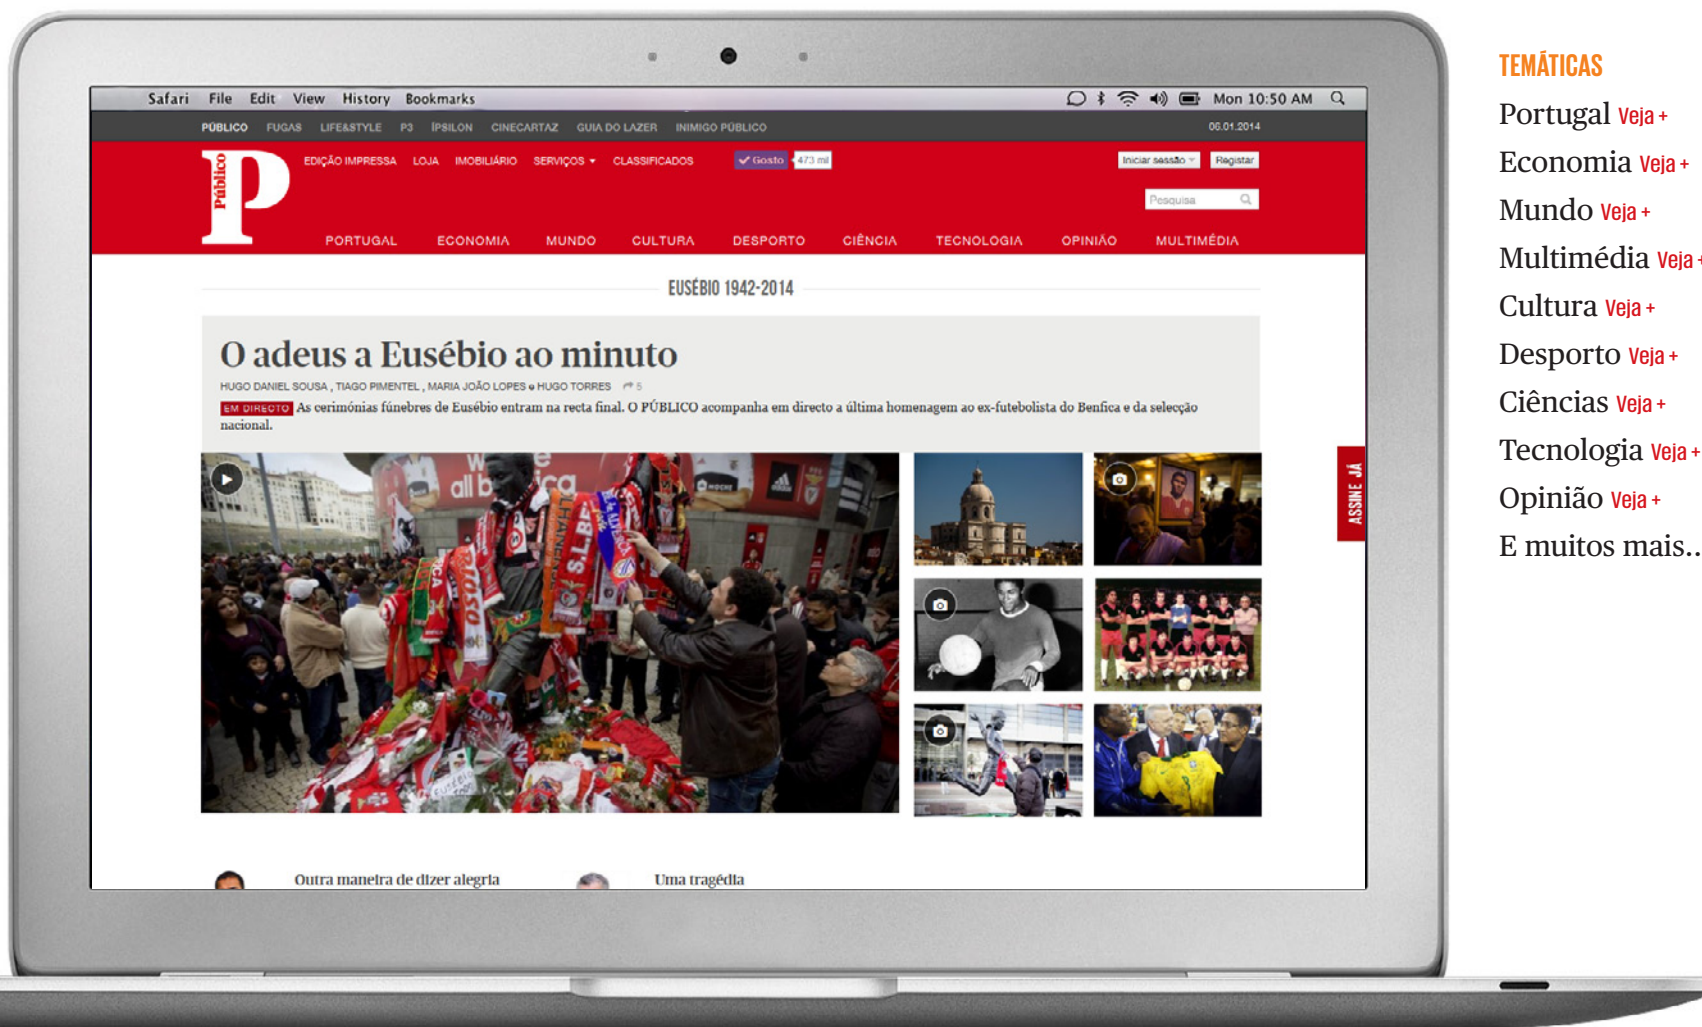 Safari File Edit View History Bookmarks
Mon 10:50 AM
PÚBLICO FUGAS LIFE&STYLE P3 ÍPSILON CINECARTAZ GUIA DO LAZER INIMIGO PÚBLICO
06.01.2014
Público
P
EDIÇÃO IMPRESSA LOJA IMOBILIÁRIO SERVIÇOS CLASSIFICADOS
Gosto 473 mil
Iniciar sessão Registar
Pesquisa
PORTUGAL ECONOMIA MUNDO CULTURA DESPORTO CIÊNCIA TECNOLOGIA OPINIÃO MULTIMÉDIA
EUSÉBIO 1942-2014
O adeus a Eusébio ao minuto
HUGO DANIEL SOUSA , TIAGO PIMENTEL , MARIA JOÃO LOPES e HUGO TORRES 5
EM DIRECTO As cerimónias fúnebres de Eusébio entram na recta final. O PÚBLICO acompanha em directo a última homenagem ao ex-futebolista do Benfica e da selecção
nacional.
S.L.BE
ASSINE JÁ
Outra maneira de dizer alegria
Uma tragédia
TEMÁTICAS
Portugal Veja +
Economia Veja +
Mundo Veja +
Multimédia Veja +
Cultura Veja +
Desporto Veja +
Ciências Veja +
Tecnologia Veja +
Opinião Veja +
E muitos mais..